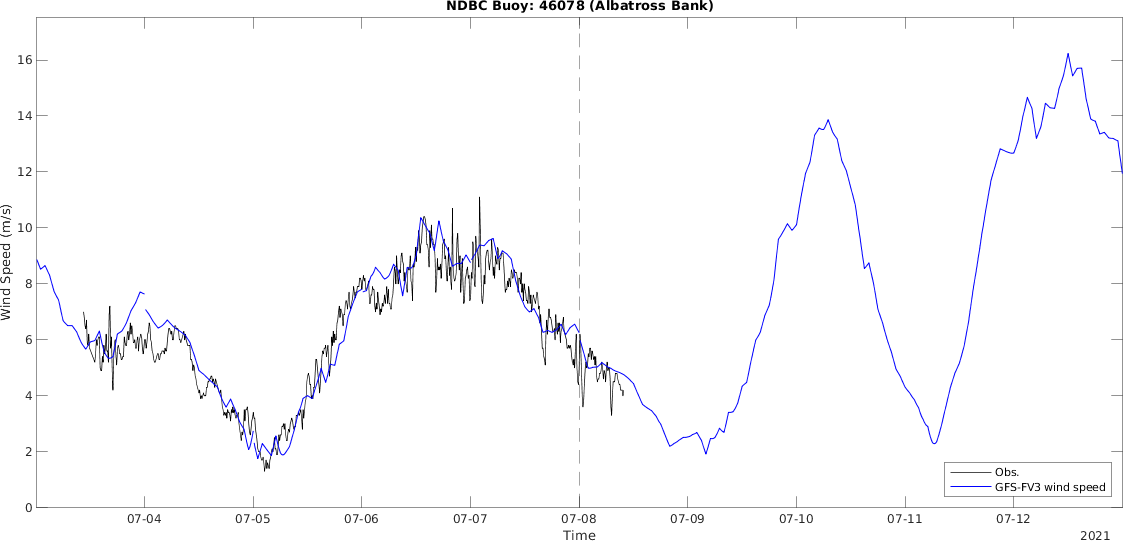 NDBC Buoy: 46078 (Albatross Bank)
16
14
12
10
8
6
4
2
0
Wind Speed (m/s)
07-04 07-05 07-06 07-07 07-08 07-09 07-10 07-11 07-12
Time
2021
Obs.
GFS-FV3 wind speed